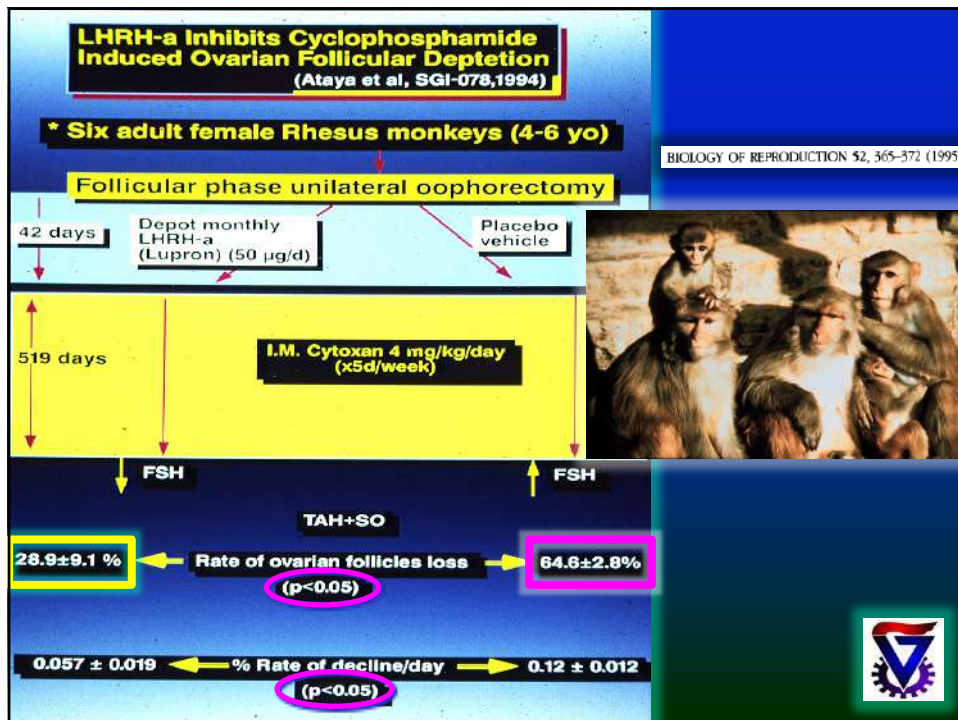 LHRH-a Inhibits Cyclophosphamide
Induced Ovarian Follicular Deptetion
(Ataya et al, SGI-078,1994)
* Six adult female Rhesus monkeys (4-6 yo)
BIOLOGY OF REPRODUCTION 52, 365–372 (1995
Follicular phase unilateral oophorectomy
42 days
Depot monthly
LHRH-a
(Lupron) (50 µg/d)
Placebo
vehicle
519 days
I.M. Cytoxan 4 mg/kg/day
(x5d/week)
FSH
FSH
TAH+SO
28.9±9.1 %
Rate of ovarian follicles loss
64.6±2.8%
(p<0.05)
0.057 ± 0.019
% Rate of decline/day
0.12 ± 0.012
(p<0.05)